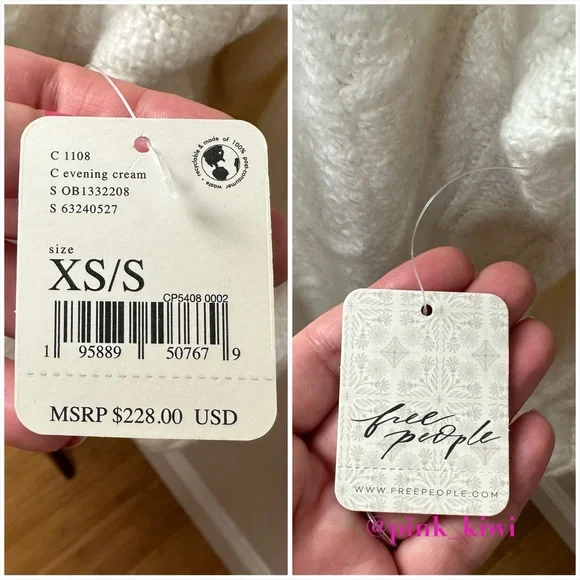 C 1108
C evening cream
S OB1332208
S 63240527
recyclable & made of 100% post-consumer waste •
size
XS/S
CP5408 0002
1 95889 50767 9
MSRP $228.00 USD
free
people
WWW.FREEPEOPLE.COM
@pink_kiwi